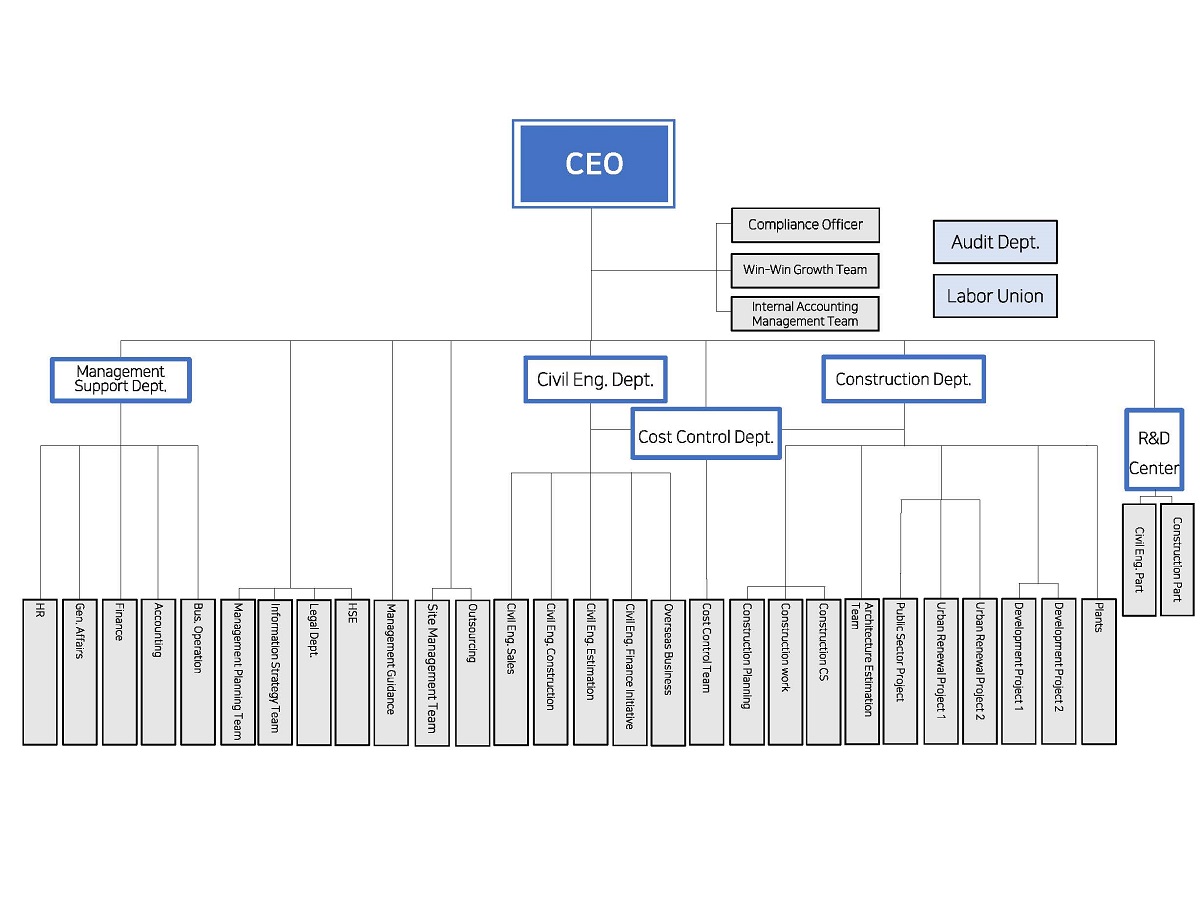 CEO
Compliance Officer
Win-Win Growth Team
Internal Accounting
Management Team
Audit Dept.
Labor Union
Management
Support Dept.
Civil Eng. Dept.
Construction Dept.
Cost Control Dept.
R&D
Center
Civil Eng. Part
Construction Part
HR
Gen. Affairs
Finance
Accounting
Bus. Operation
Management Planning Team
Information Strategy Team
Legal Dept.
HSE
Management Guidance
Site Management Team
Outsourcing
Civil Eng. Sales
Civil Eng. Construction
Civil Eng. Estimation
Civil Eng. Finance Initiative
Overseas Business
Cost Control Team
Construction Planning
Construction work
Construction CS
Architecture Estimation
Team
Public Sector Project
Urban Renewal Project 1
Urban Renewal Project 2
Development Project 1
Development Project 2
Plants